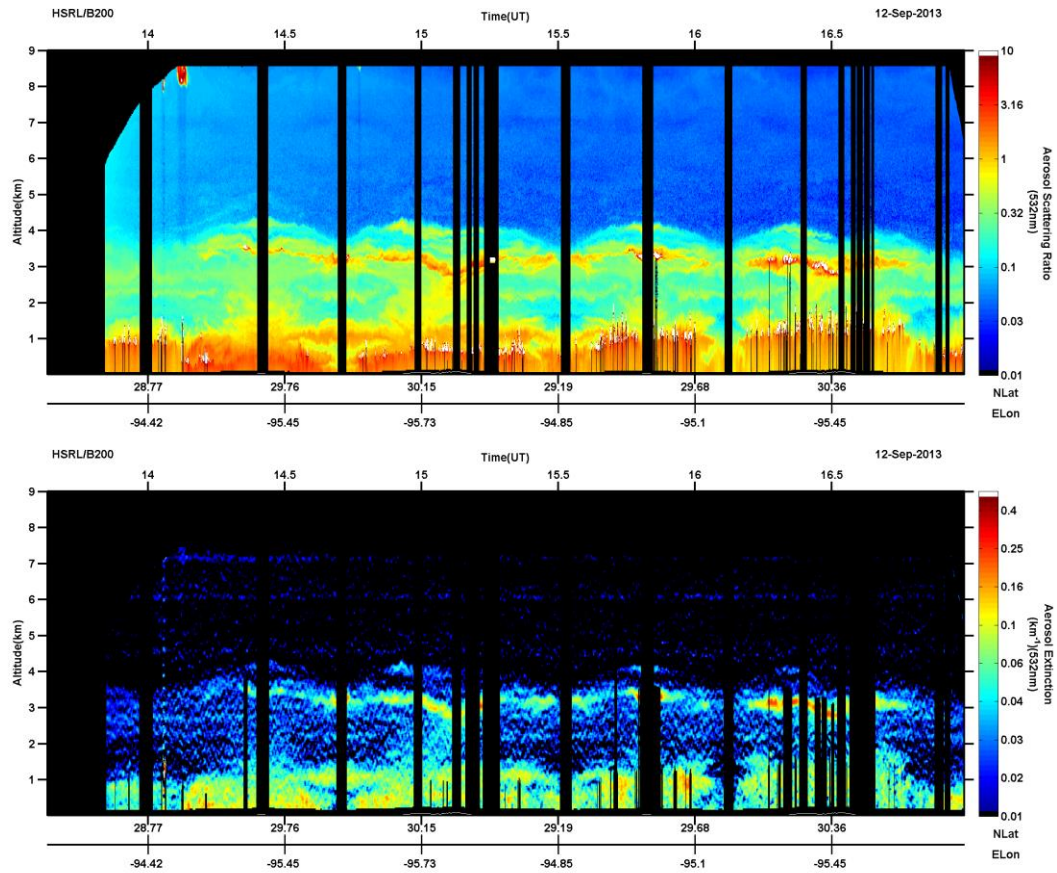 HSRL/B200 Time(UT) 12-Sep-2013
14 14.5 15 15.5 16 16.5
9
8
7
6
5
4
3
2
1
Altitude(km)
10
3.16
1
0.32
0.1
0.03
0.01
Aerosol Scattering Ratio
(532nm)
28.77 29.76 30.15 29.19 29.68 30.36 NLat
-94.42 -95.45 -95.73 -94.85 -95.1 -95.45 ELon
HSRL/B200 Time(UT) 12-Sep-2013
14 14.5 15 15.5 16 16.5
9
8
7
6
5
4
3
2
1
Altitude(km)
0.4
0.25
0.16
0.1
0.06
0.04
0.03
0.02
0.01
Aerosol Extinction
(km⁻¹)(532nm)
28.77 29.76 30.15 29.19 29.68 30.36 NLat
-94.42 -95.45 -95.73 -94.85 -95.1 -95.45 ELon